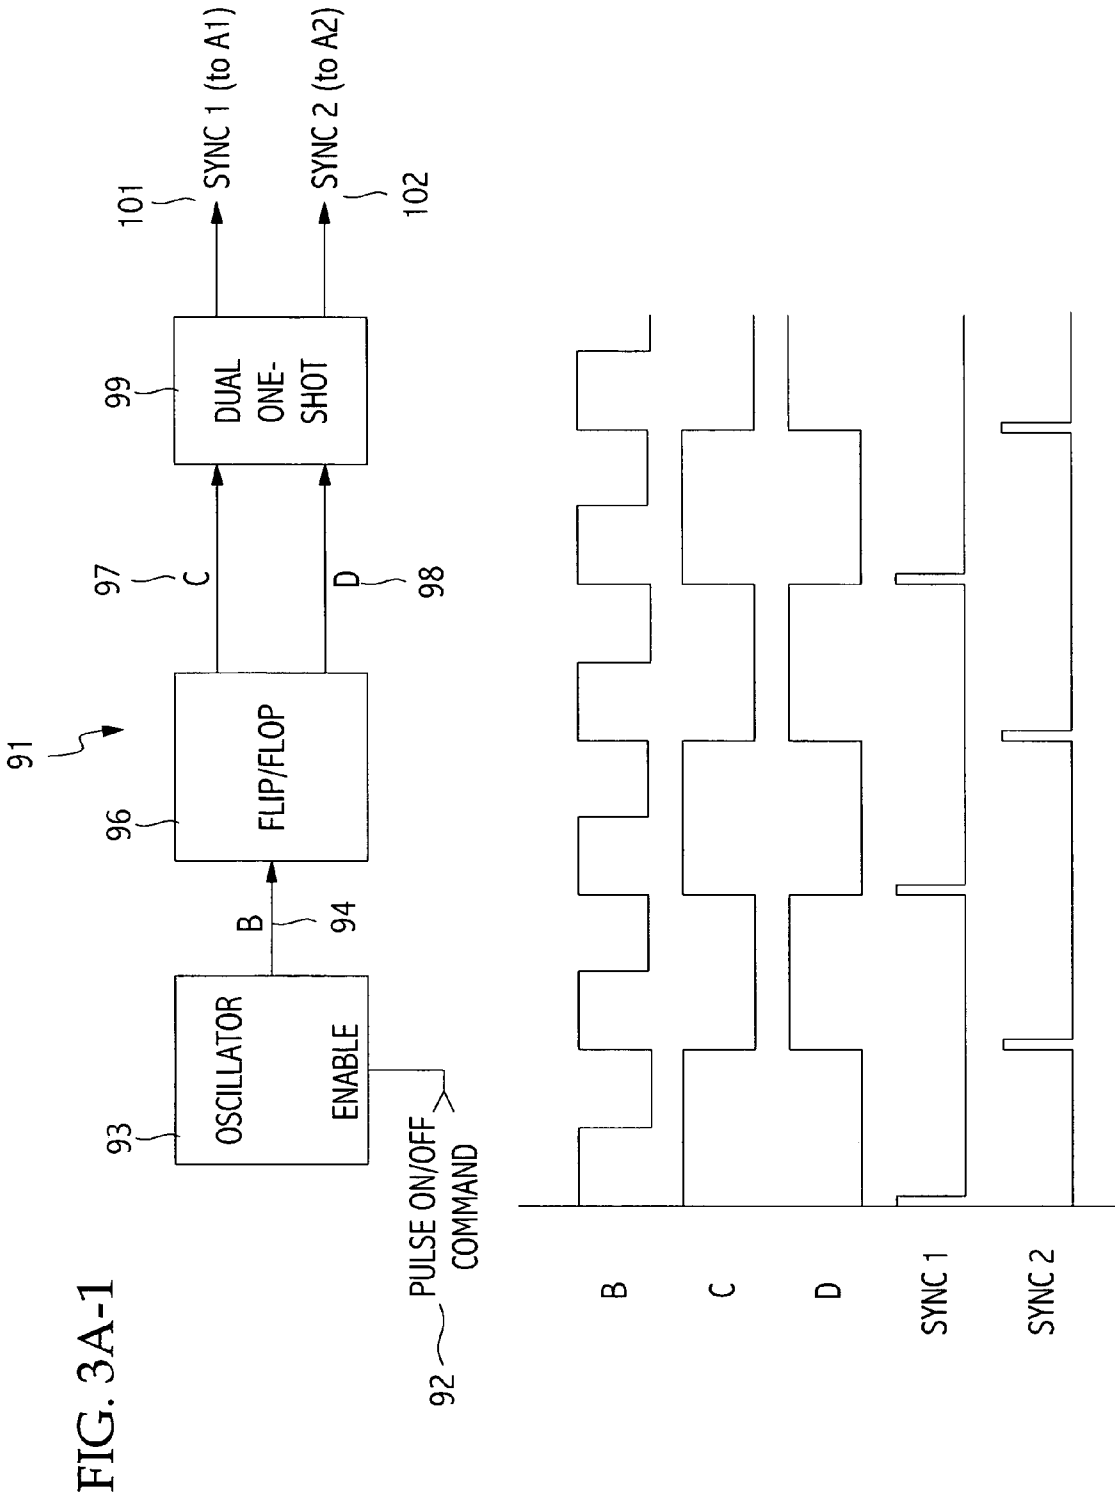 FIG. 3A-1
91
93
OSCILLATOR
ENABLE
92
PULSE ON/OFF
COMMAND
B
94
96
FLIP/FLOP
97
C
D
98
99
DUAL
ONE-
SHOT
101
SYNC 1 (to A1)
SYNC 2 (to A2)
102
B
C
D
SYNC 1
SYNC 2